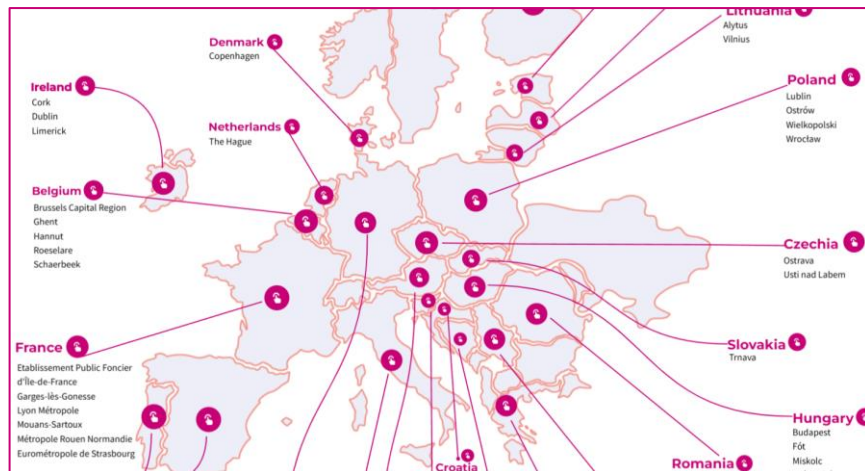 Lithuania
Alytus
Vilnius
Denmark
Copenhagen
Ireland
Cork
Dublin
Limerick
Poland
Lublin
Ostrów
Wielkopolski
Wrocław
Netherlands
The Hague
Belgium
Brussels Capital Region
Ghent
Hannut
Roeselare
Schaerbeek
Czechia
Ostrava
Usti nad Labem
France
Etablissement Public Foncier
d'Île-de-France
Garges-lès-Gonesse
Lyon Métropole
Mouans-Sartoux
Métropole Rouen Normandie
Eurométropole de Strasbourg
Slovakia
Trnava
Hungary
Budapest
Fót
Miskolc
Croatia
Romania